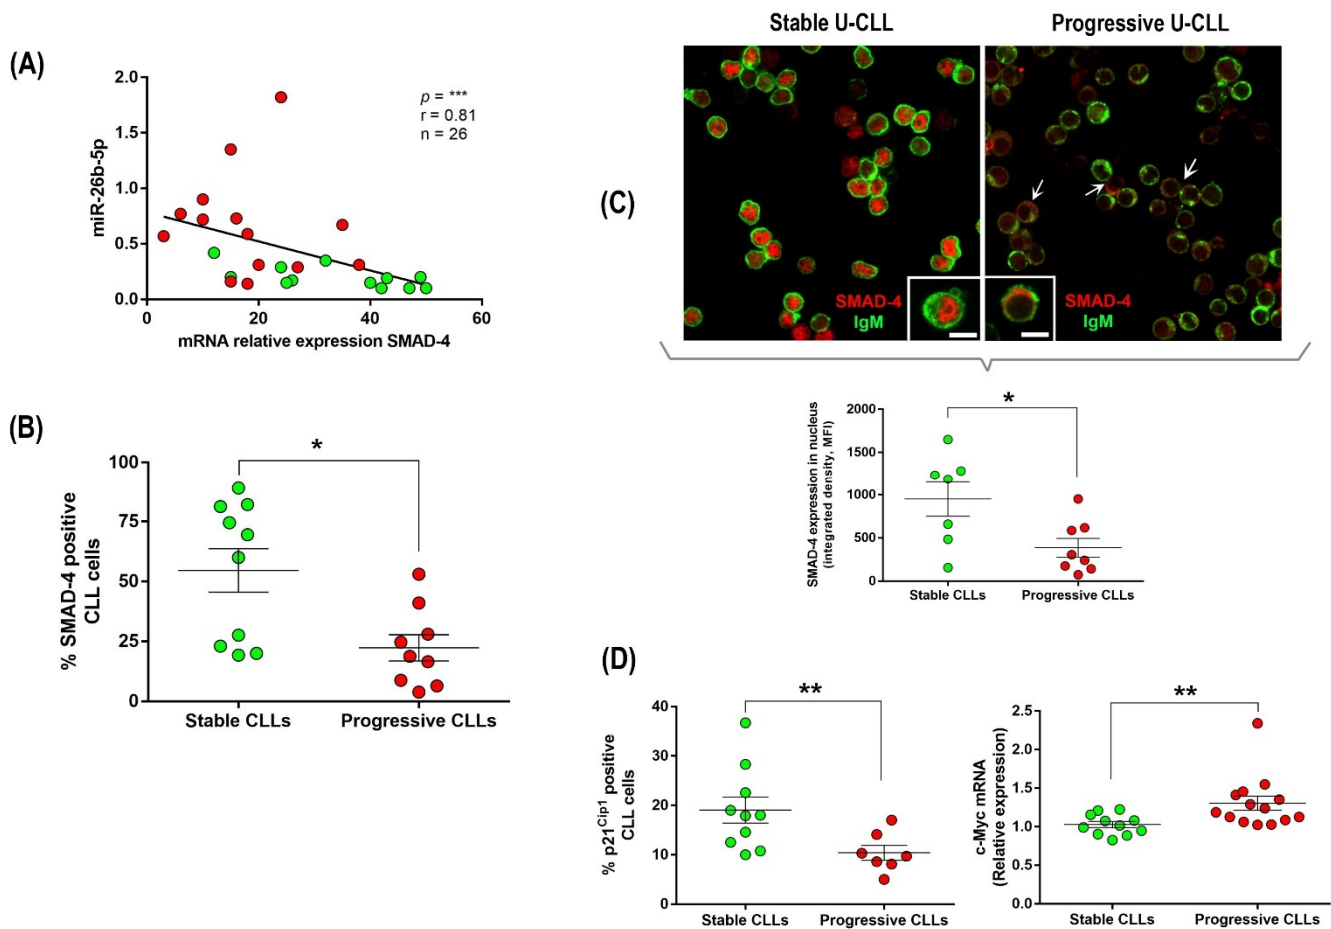 (A)
2.0
1.5
1.0
0.5
0.0
miR-26b-5p
0
20
40
60
mRNA relative expression SMAD-4
p = ***
r = 0.81
n = 26
(B)
100
75
50
25
0
% SMAD-4 positive
CLL cells
*
Stable CLLs
Progressive CLLs
(C)
Stable U-CLL
Progressive U-CLL
SMAD-4
IgM
SMAD-4
IgM
2000
1500
1000
500
0
SMAD-4 expression in nucleus
(integrated density, MFI)
*
Stable CLLs
Progressive CLLs
(D)
40
30
20
10
0
% p21Cip1 positive
CLL cells
**
Stable CLLs
Progressive CLLs
2.5
2.0
1.5
1.0
0.5
0.0
c-Myc mRNA
(Relative expression)
**
Stable CLLs
Progressive CLLs